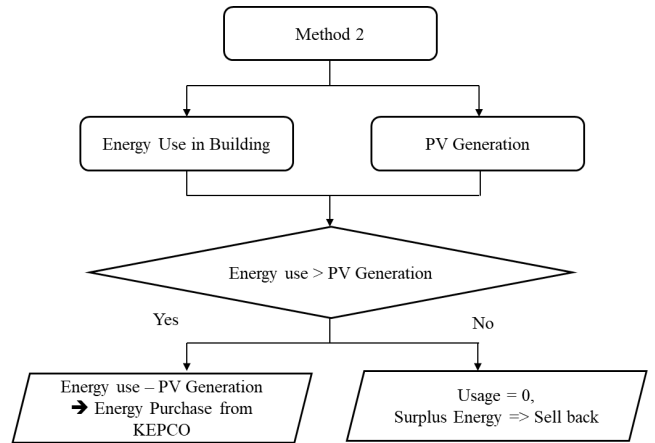 Method 2
Energy Use in Building
PV Generation
Energy use > PV Generation
Yes
No
Energy use – PV Generation
➔ Energy Purchase from
KEPCO
Usage = 0,
Surplus Energy => Sell back